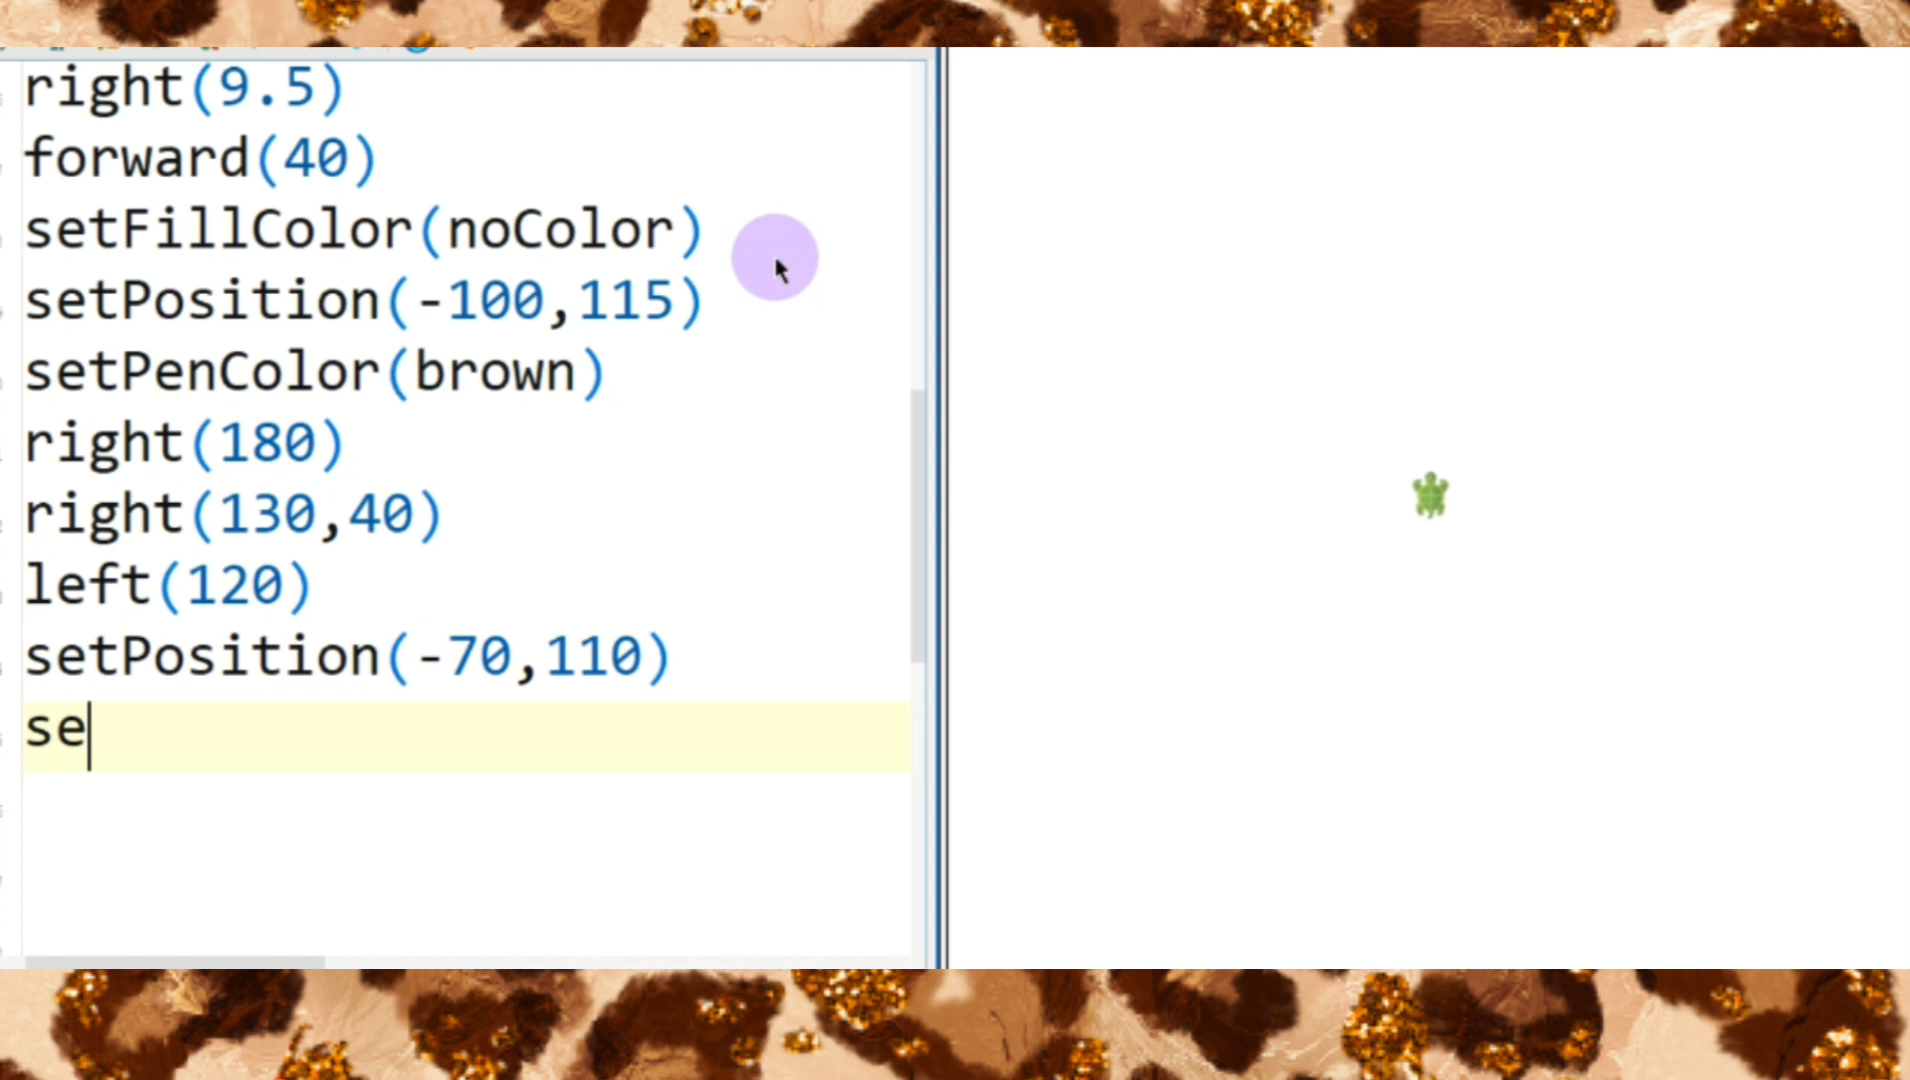 right(9.5)
forward(40)
setFillColor(noColor)
setPosition(-100,115)
setPenColor(brown)
right(180)
right(130,40)
left(120)
setPosition(-70,110)
se